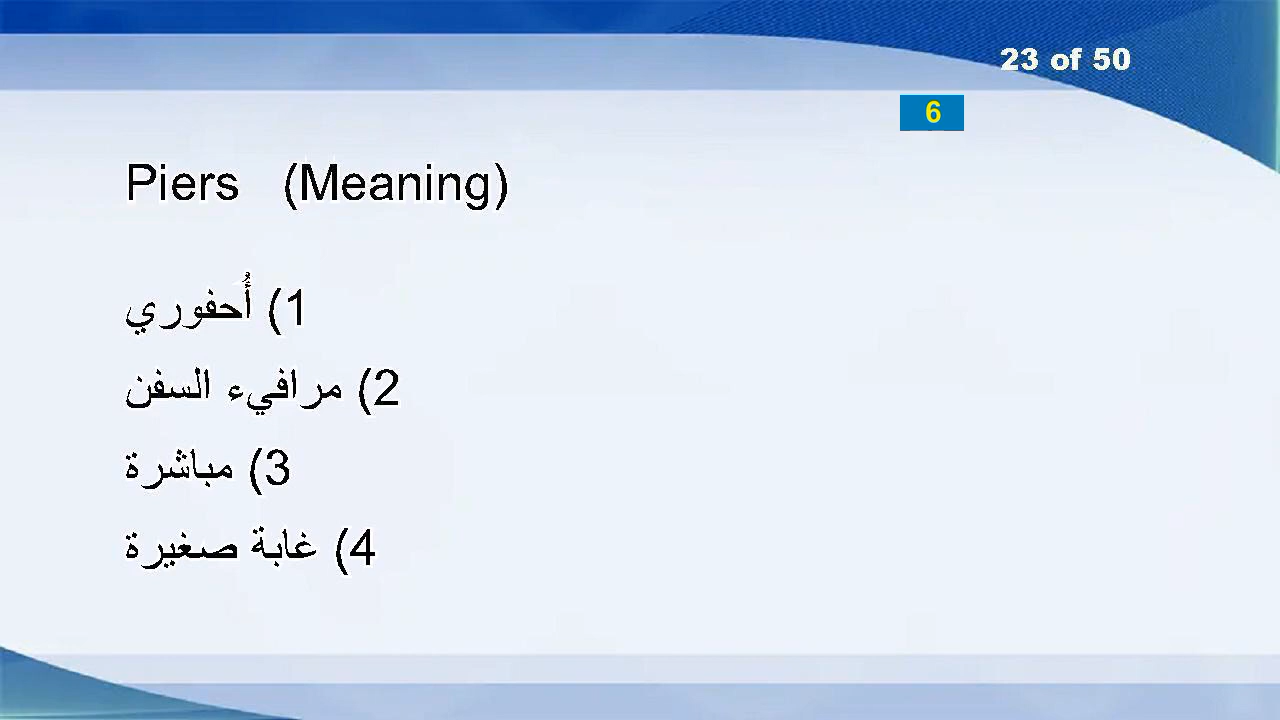 23 of 50
6
Piers (Meaning)
1) أُحفوري
2) مرافيء السفن
3) مباشرة
4) غابة صغيرة